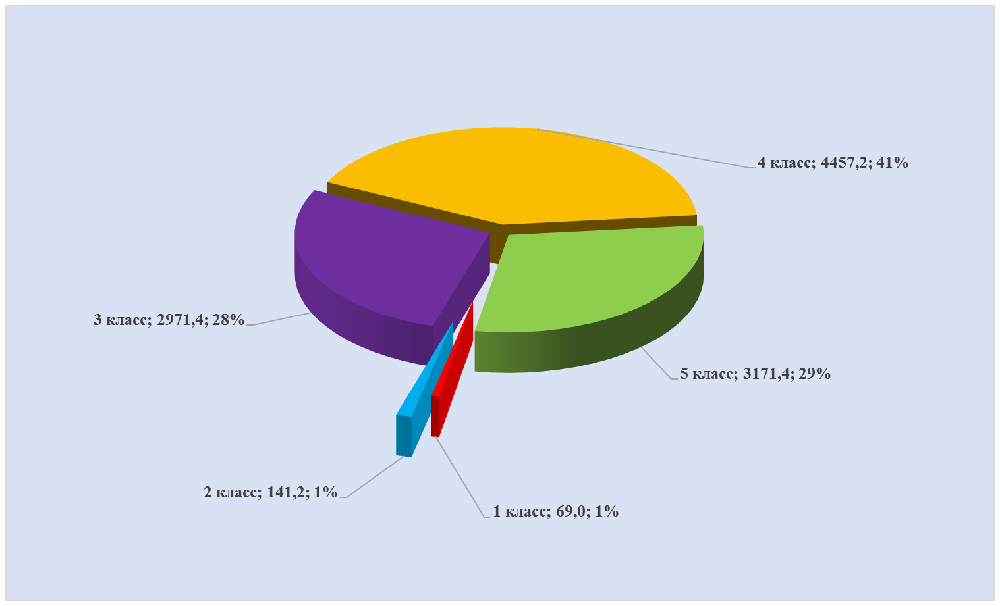 4 класс; 4457,2; 41%
3 класс; 2971,4; 28%
5 класс; 3171,4; 29%
2 класс; 141,2; 1%
1 класс; 69,0; 1%